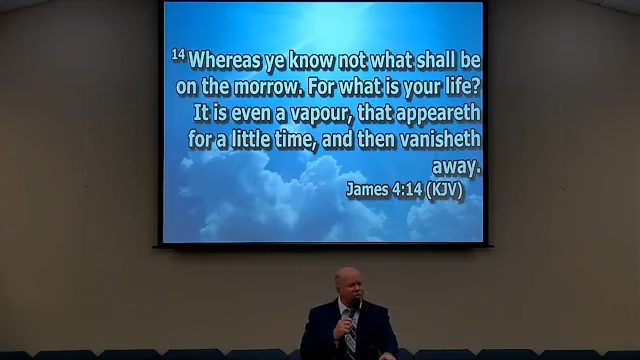 14 Whereas ye know not what shall be
on the morrow. For what is your life?
It is even a vapour, that appeareth
for a little time, and then vanisheth
away.
James 4:14 (KJV)